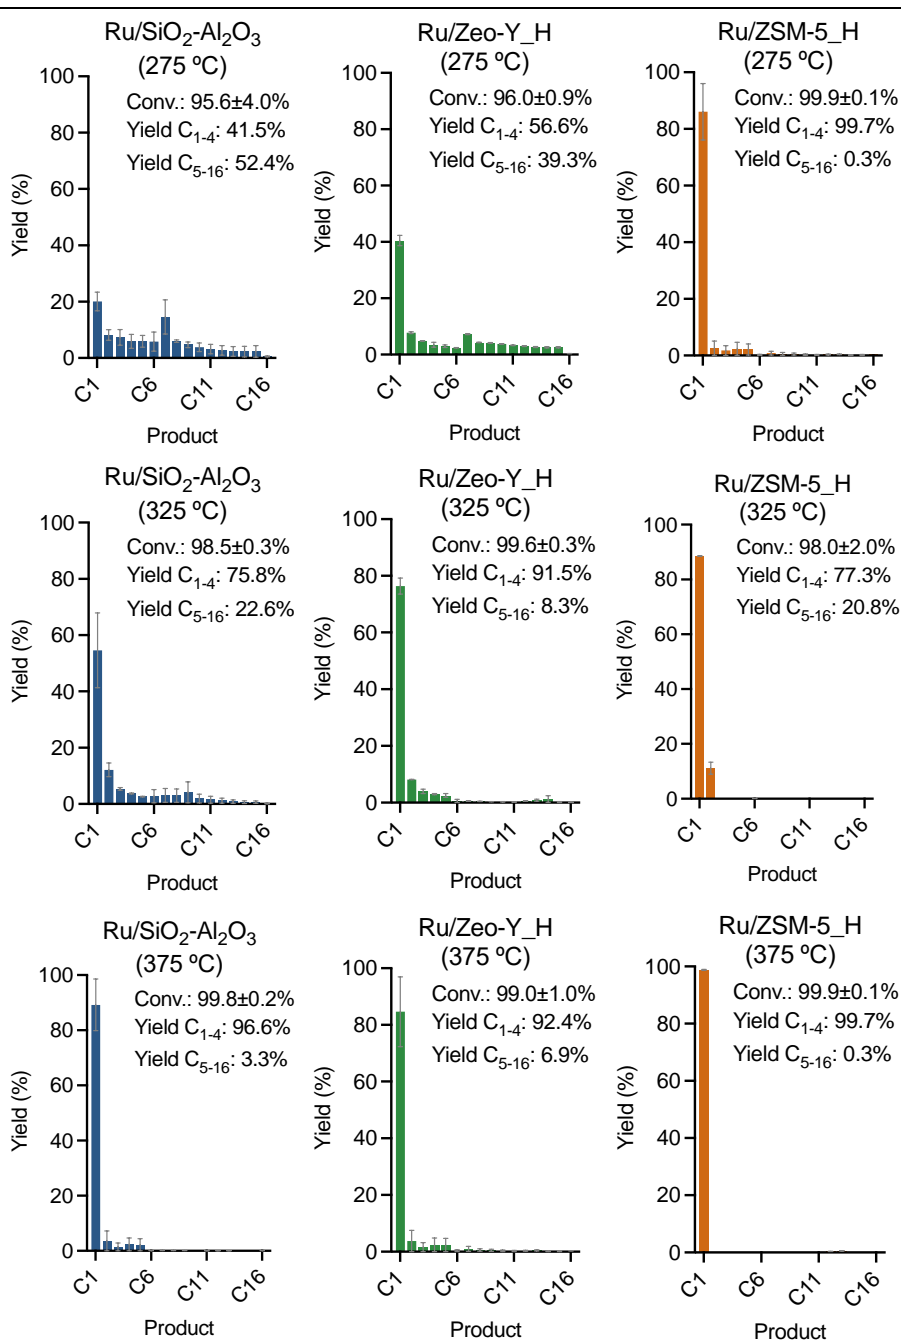 Ru/SiO2-Al2O3
(275 ºC)
Conv.: 95.6±4.0%
Yield C1-4: 41.5%
Yield C5-16: 52.4%
100
80
60
40
20
0
Yield (%)
C1
C6
C11
C16
Product
Ru/Zeo-Y_H
(275 ºC)
Conv.: 96.0±0.9%
Yield C1-4: 56.6%
Yield C5-16: 39.3%
100
80
60
40
20
0
Yield (%)
C1
C6
C11
C16
Product
Ru/ZSM-5_H
(275 ºC)
Conv.: 99.9±0.1%
Yield C1-4: 99.7%
Yield C5-16: 0.3%
100
80
60
40
20
0
Yield (%)
C1
C6
C11
C16
Product
Ru/SiO2-Al2O3
(325 ºC)
Conv.: 98.5±0.3%
Yield C1-4: 75.8%
Yield C5-16: 22.6%
100
80
60
40
20
0
Yield (%)
C1
C6
C11
C16
Product
Ru/Zeo-Y_H
(325 ºC)
Conv.: 99.6±0.3%
Yield C1-4: 91.5%
Yield C5-16: 8.3%
100
80
60
40
20
0
Yield (%)
C1
C6
C11
C16
Product
Ru/ZSM-5_H
(325 ºC)
Conv.: 98.0±2.0%
Yield C1-4: 77.3%
Yield C5-16: 20.8%
100
80
60
40
20
0
Yield (%)
C1
C6
C11
C16
Product
Ru/SiO2-Al2O3
(375 ºC)
Conv.: 99.8±0.2%
Yield C1-4: 96.6%
Yield C5-16: 3.3%
100
80
60
40
20
0
Yield (%)
C1
C6
C11
C16
Product
Ru/Zeo-Y_H
(375 ºC)
Conv.: 99.0±1.0%
Yield C1-4: 92.4%
Yield C5-16: 6.9%
100
80
60
40
20
0
Yield (%)
C1
C6
C11
C16
Product
Ru/ZSM-5_H
(375 ºC)
Conv.: 99.9±0.1%
Yield C1-4: 99.7%
Yield C5-16: 0.3%
100
80
60
40
20
0
Yield (%)
C1
C6
C11
C16
Product